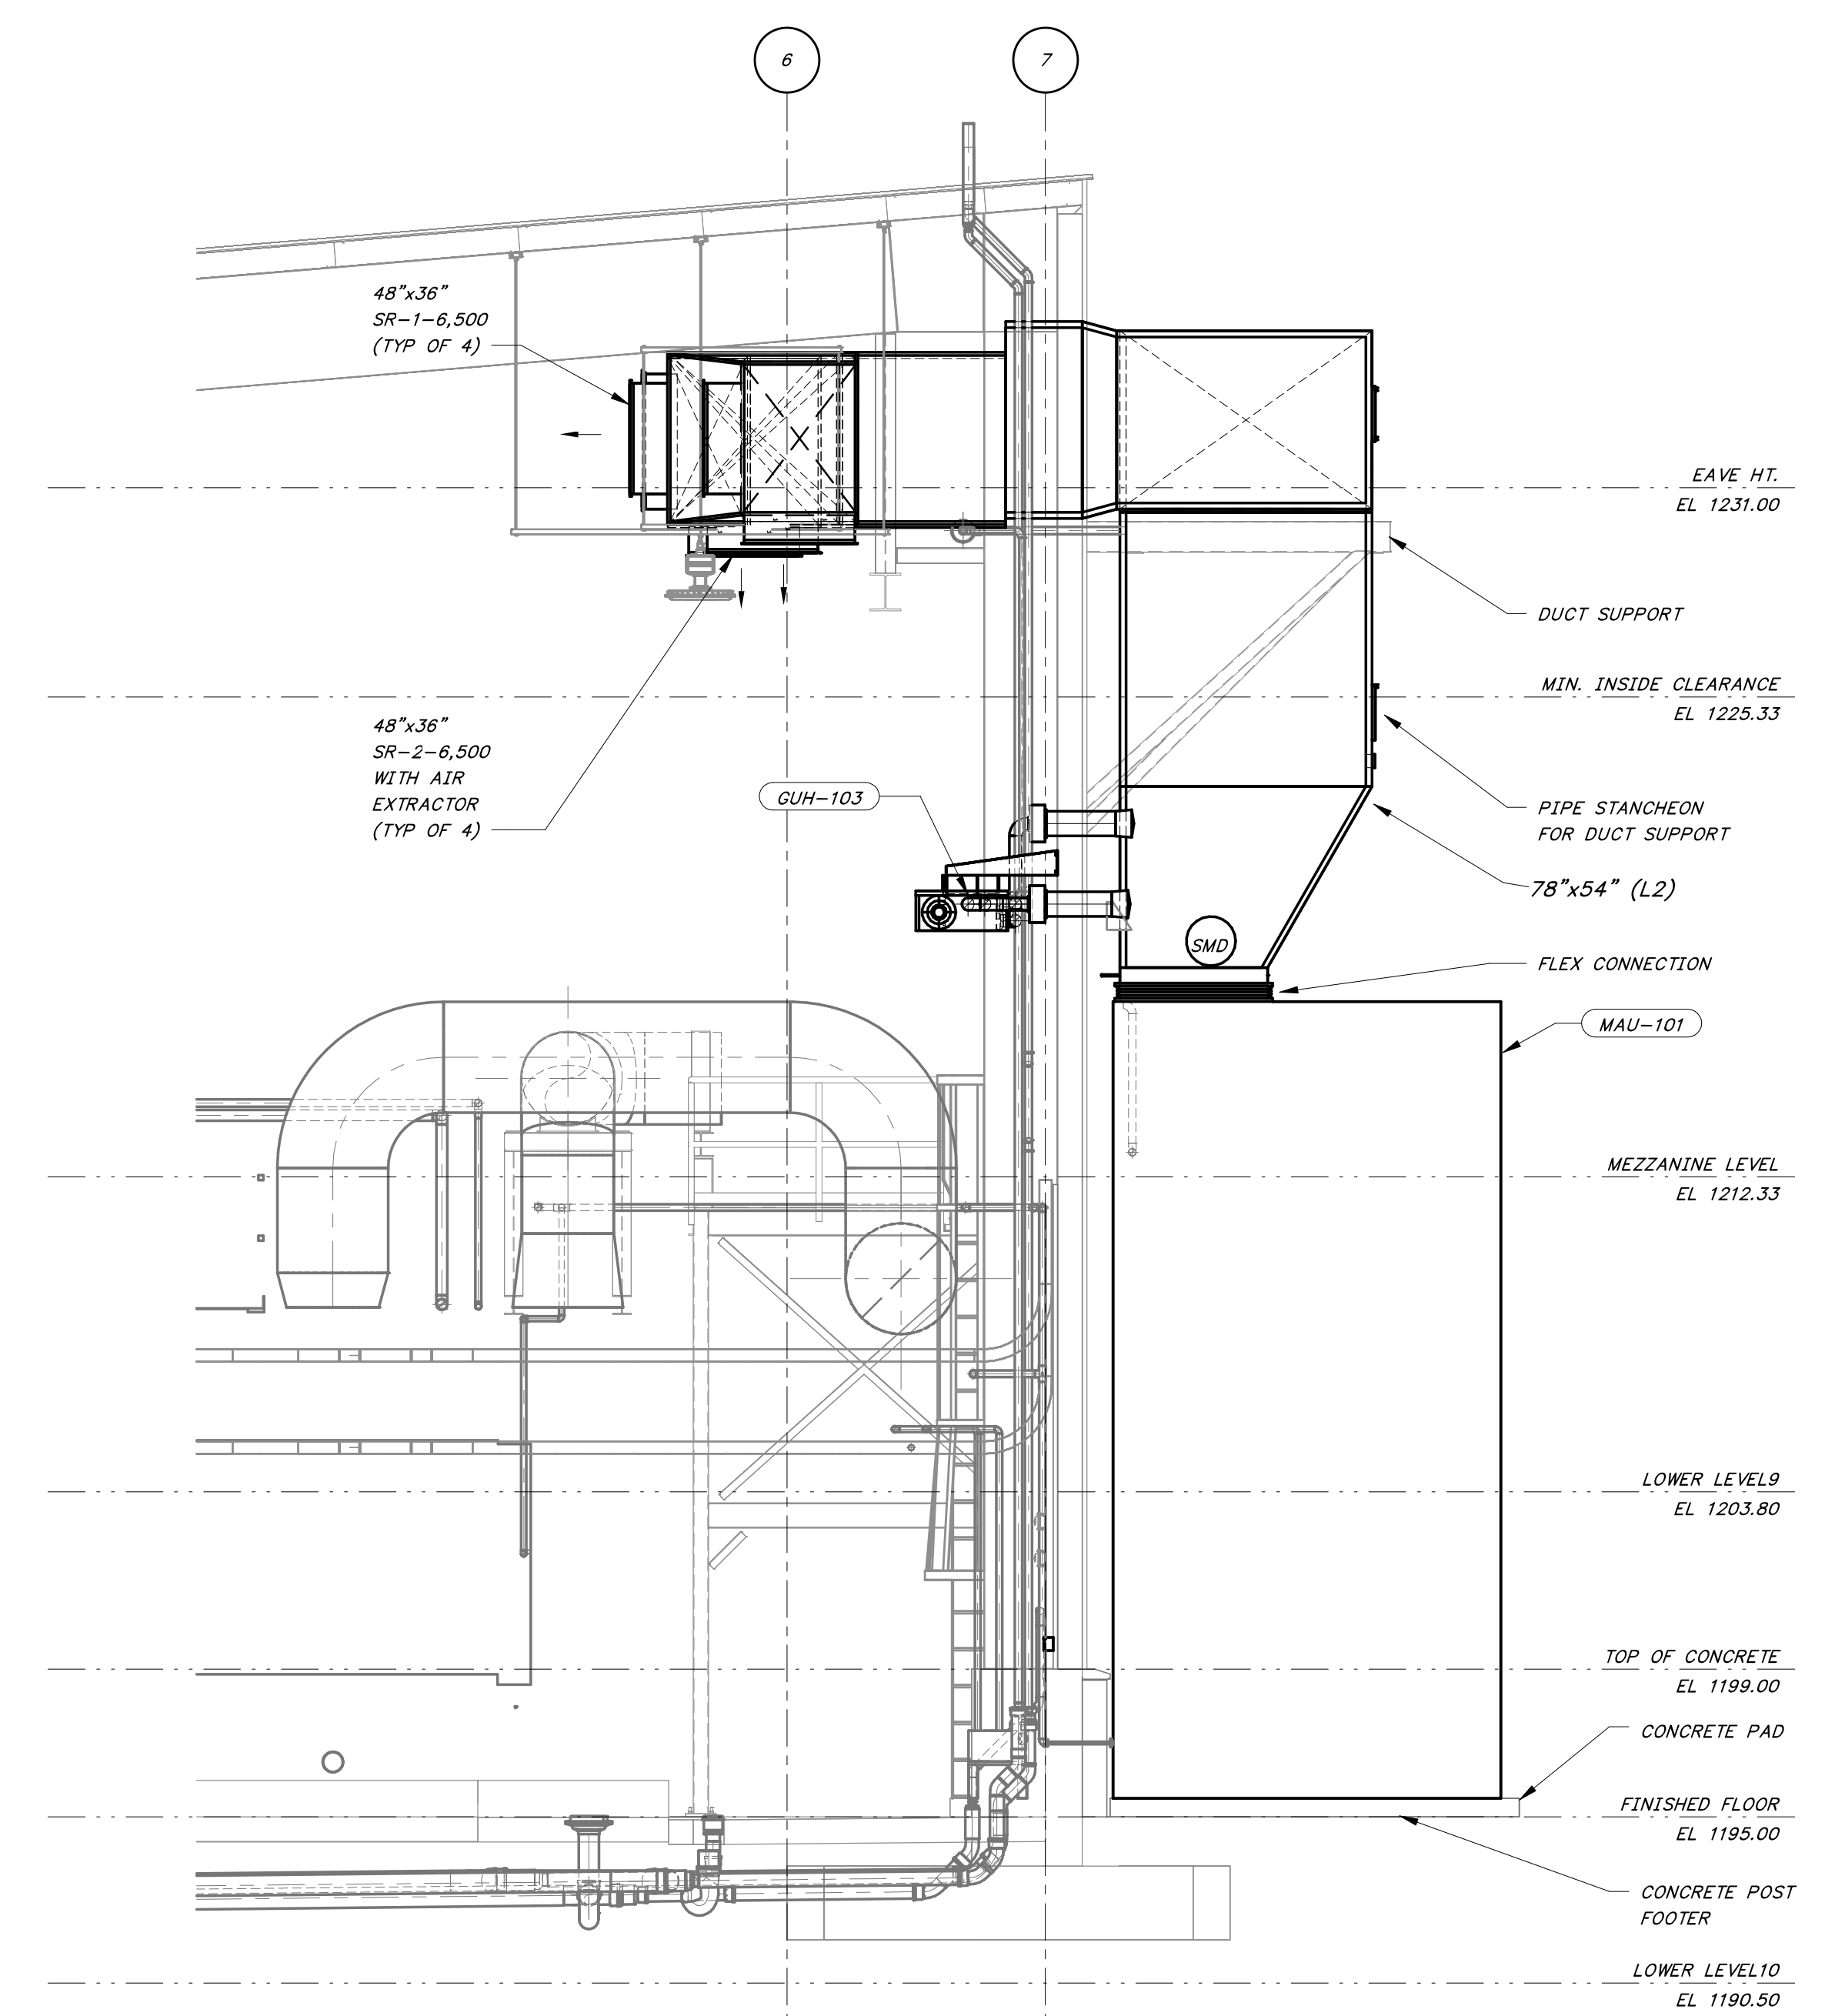 6
7
48"x36"
SR-1-6,500
(TYP OF 4)
EAVE HT.
EL 1231.00
DUCT SUPPORT
MIN. INSIDE CLEARANCE
EL 1225.33
48"x36"
SR-2-6,500
WITH AIR
EXTRACTOR
(TYP OF 4)
GUH-103
PIPE STANCHEON
FOR DUCT SUPPORT
78"x54" (L2)
SMD
FLEX CONNECTION
MAU-101
MEZZANINE LEVEL
EL 1212.33
LOWER LEVEL9
EL 1203.80
TOP OF CONCRETE
EL 1199.00
CONCRETE PAD
FINISHED FLOOR
EL 1195.00
CONCRETE POST
FOOTER
LOWER LEVEL10
EL 1190.50